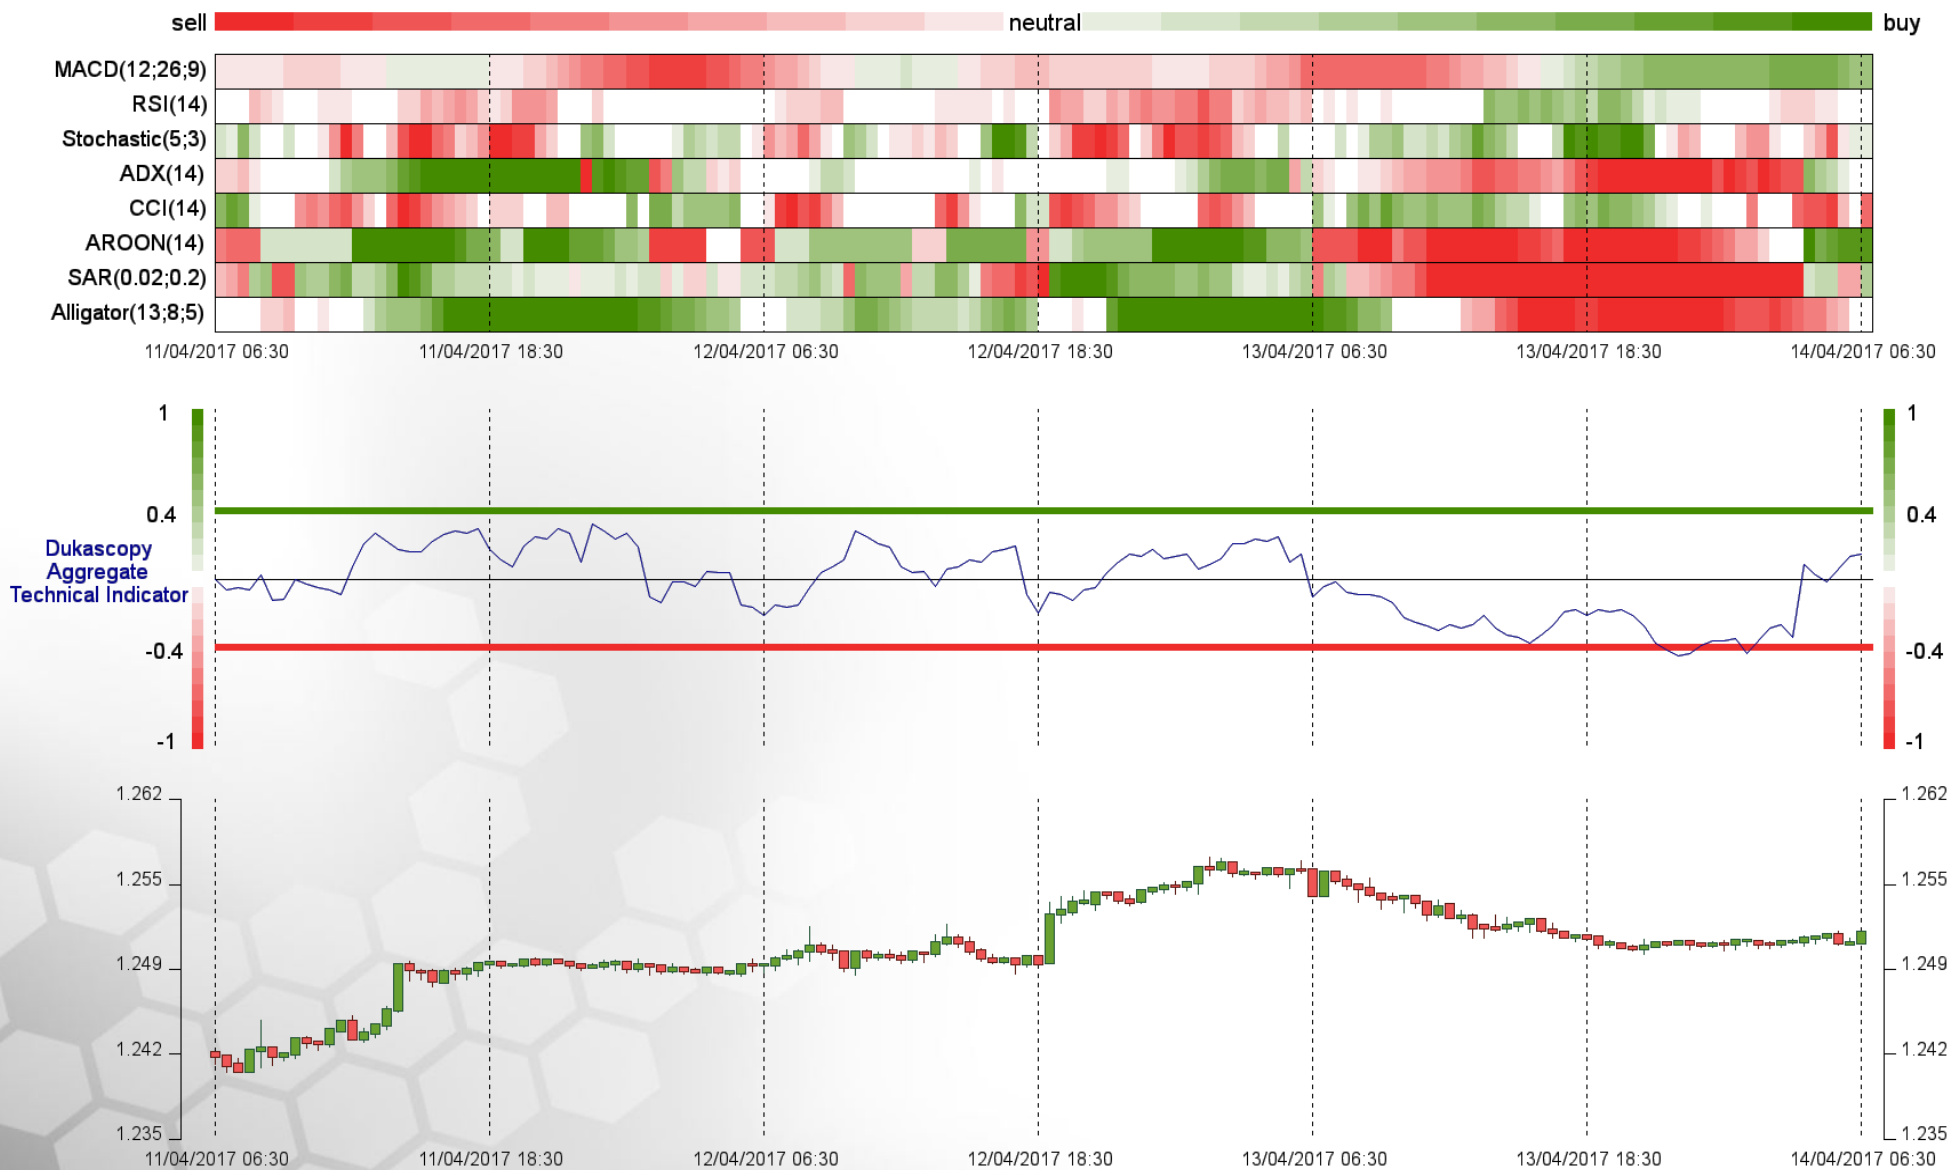 sell neutral buy
MACD(12;26;9)
RSI(14)
Stochastic(5;3)
ADX(14)
CCI(14)
AROON(14)
SAR(0.02;0.2)
Alligator(13;8;5)
11/04/2017 06:30 11/04/2017 18:30 12/04/2017 06:30 12/04/2017 18:30 13/04/2017 06:30 13/04/2017 18:30 14/04/2017 06:30
1 1
0.4 0.4
Dukascopy
Aggregate
Technical Indicator
-0.4 -0.4
-1 -1
1.262 1.262
1.255 1.255
1.249 1.249
1.242 1.242
1.235 1.235
11/04/2017 06:30 11/04/2017 18:30 12/04/2017 06:30 12/04/2017 18:30 13/04/2017 06:30 13/04/2017 18:30 14/04/2017 06:30